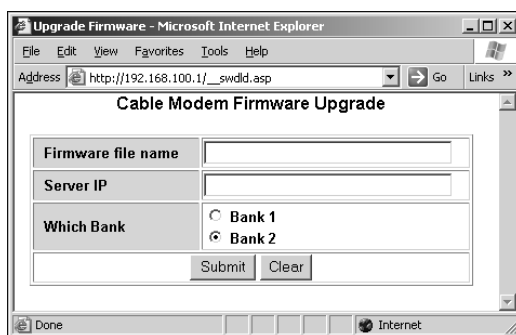 Upgrade Firmware - Microsoft Internet Explorer
File Edit View Favorites Tools Help
Address http://192.168.100.1/__swdld.asp Go Links »
Cable Modem Firmware Upgrade
Firmware file name
Server IP
Which Bank
Bank 1
Bank 2
Submit Clear
Done Internet